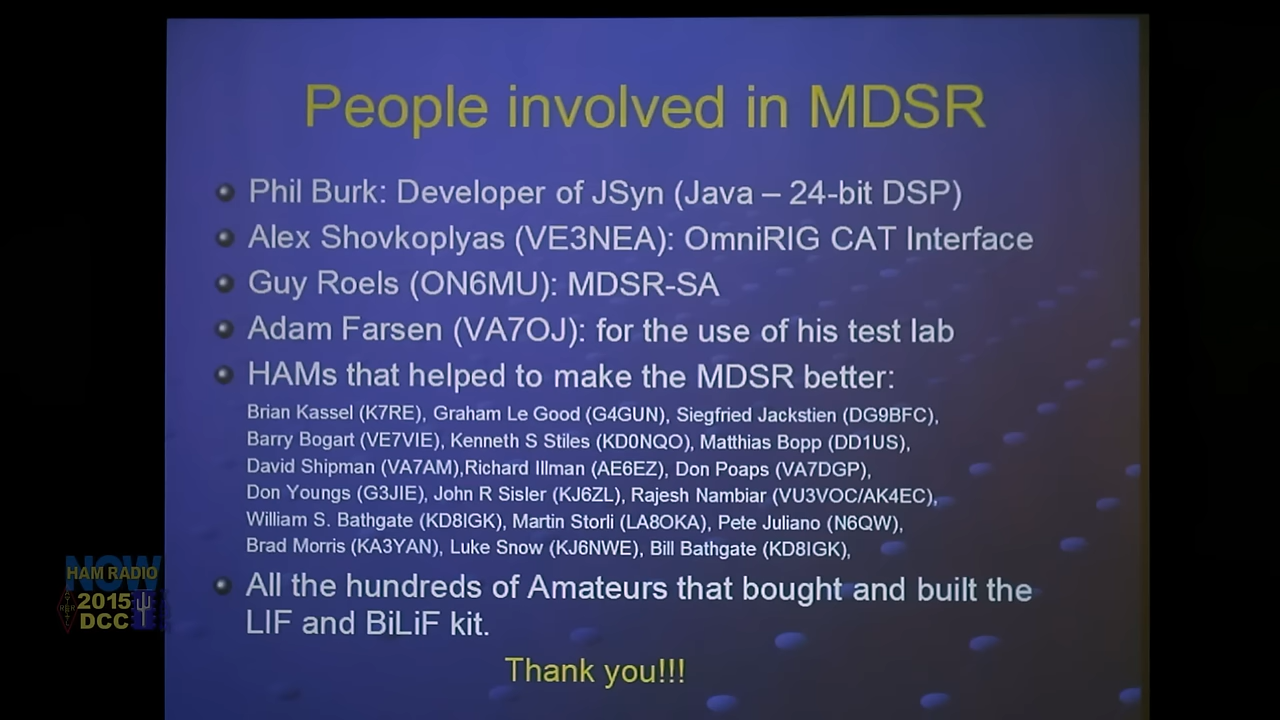 People involved in MDSR
Phil Burk: Developer of JSyn (Java – 24-bit DSP)
Alex Shovkoplyas (VE3NEA): OmniRIG CAT Interface
Guy Roels (ON6MU): MDSR-SA
Adam Farsen (VA7OJ): for the use of his test lab
HAMs that helped to make the MDSR better:
Brian Kassel (K7RE), Graham Le Good (G4GUN), Siegfried Jackstien (DG9BFC),
Barry Bogart (VE7VIE), Kenneth S Stiles (KD0NQO), Matthias Bopp (DD1US),
David Shipman (VA7AM),Richard Illman (AE6EZ), Don Poaps (VA7DGP),
Don Youngs (G3JIE), John R Sisler (KJ6ZL), Rajesh Nambiar (VU3VOC/AK4EC),
William S. Bathgate (KD8IGK), Martin Storli (LA8OKA), Pete Juliano (N6QW),
Brad Morris (KA3YAN), Luke Snow (KJ6NWE), Bill Bathgate (KD8IGK),
All the hundreds of Amateurs that bought and built the
LIF and BiLiF kit.
Thank you!!!
NOW
HAM RADIO
2015
DCC